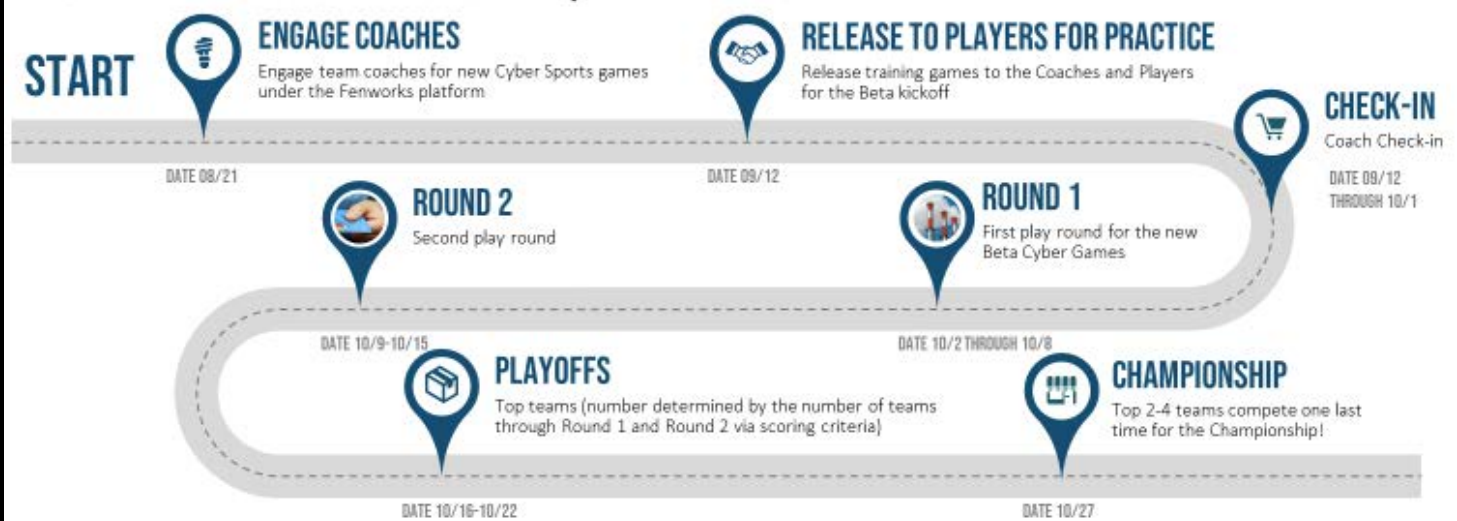 START
ENGAGE COACHES
Engage team coaches for new Cyber Sports games
under the Fenworks platform
DATE 08/21
RELEASE TO PLAYERS FOR PRACTICE
Release training games to the Coaches and Players
for the Beta kickoff
DATE 09/12
CHECK-IN
Coach Check-in
DATE 09/12
THROUGH 10/1
ROUND 1
First play round for the new
Beta Cyber Games
DATE 10/2 THROUGH 10/8
ROUND 2
Second play round
DATE 10/9-10/15
PLAYOFFS
Top teams (number determined by the number of teams
through Round 1 and Round 2 via scoring criteria)
DATE 10/16-10/22
CHAMPIONSHIP
Top 2-4 teams compete one last
time for the Championship!
DATE 10/27